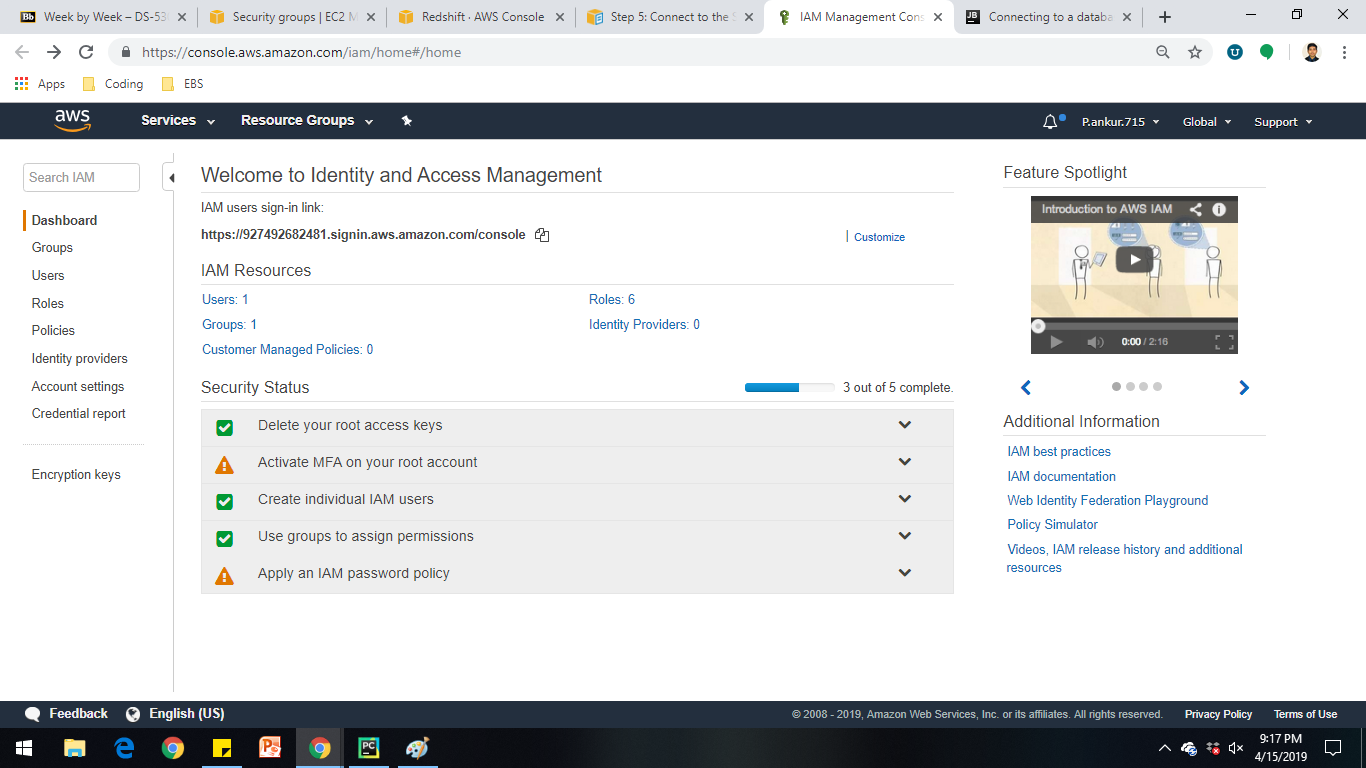 Bb Week by Week – DS-53
Security groups | EC2 M
Redshift · AWS Console
Step 5: Connect to the S
IAM Management Cons
JB Connecting to a databa
https://console.aws.amazon.com/iam/home#/home
Apps Coding EBS
aws Services Resource Groups P.ankur.715 Global Support
Search IAM
Dashboard
Groups
Users
Roles
Policies
Identity providers
Account settings
Credential report
Encryption keys
Welcome to Identity and Access Management
IAM users sign-in link:
https://927492682481.signin.aws.amazon.com/console Customize
IAM Resources
Users: 1 Roles: 6
Groups: 1 Identity Providers: 0
Customer Managed Policies: 0
Security Status 3 out of 5 complete.
Delete your root access keys
Activate MFA on your root account
Create individual IAM users
Use groups to assign permissions
Apply an IAM password policy
Feature Spotlight
Introduction to AWS IAM
0:00 / 2:16
Additional Information
IAM best practices
IAM documentation
Web Identity Federation Playground
Policy Simulator
Videos, IAM release history and additional
resources
Feedback English (US) © 2008 - 2019, Amazon Web Services, Inc. or its affiliates. All rights reserved. Privacy Policy Terms of Use
PC
9:17 PM
4/15/2019